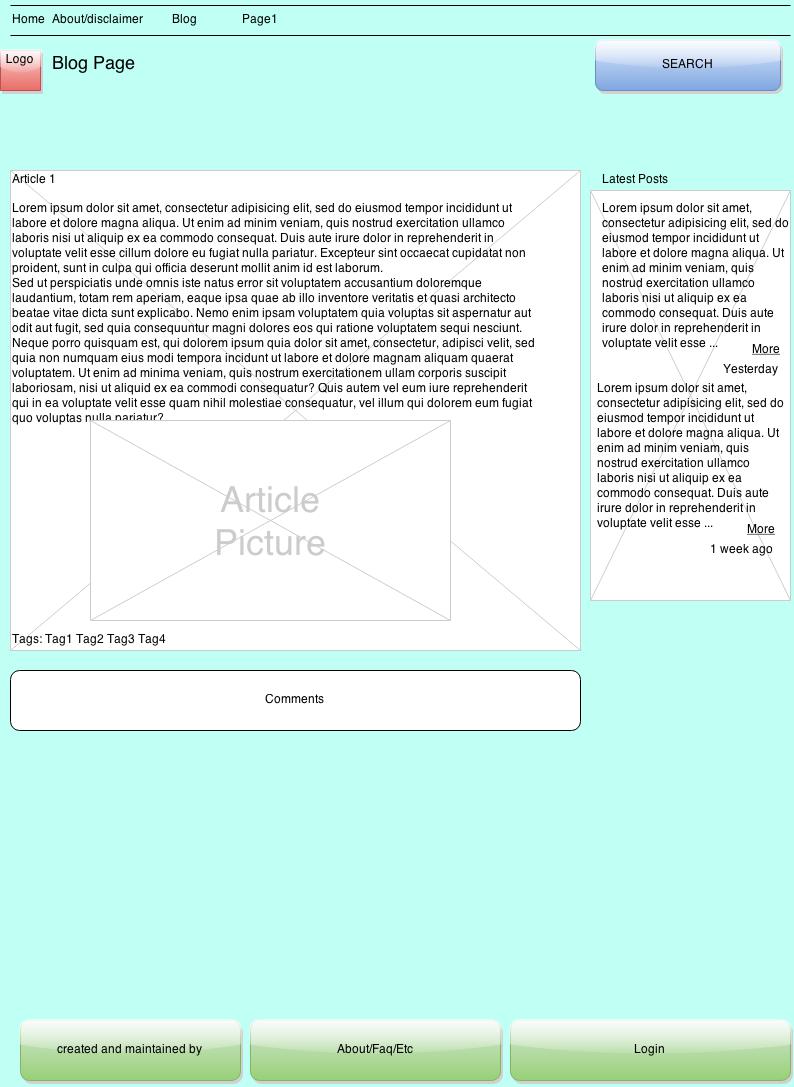 Home About/disclaimer Blog Page1
Logo
Blog Page
SEARCH
Article 1
Lorem ipsum dolor sit amet, consectetur adipisicing elit, sed do eiusmod tempor incididunt ut
labore et dolore magna aliqua. Ut enim ad minim veniam, quis nostrud exercitation ullamco
laboris nisi ut aliquip ex ea commodo consequat. Duis aute irure dolor in reprehenderit in
voluptate velit esse cillum dolore eu fugiat nulla pariatur. Excepteur sint occaecat cupidatat non
proident, sunt in culpa qui officia deserunt mollit anim id est laborum.
Sed ut perspiciatis unde omnis iste natus error sit voluptatem accusantium doloremque
laudantium, totam rem aperiam, eaque ipsa quae ab illo inventore veritatis et quasi architecto
beatae vitae dicta sunt explicabo. Nemo enim ipsam voluptatem quia voluptas sit aspernatur aut
odit aut fugit, sed quia consequuntur magni dolores eos qui ratione voluptatem sequi nesciunt.
Neque porro quisquam est, qui dolorem ipsum quia dolor sit amet, consectetur, adipisci velit, sed
quia non numquam eius modi tempora incidunt ut labore et dolore magnam aliquam quaerat
voluptatem. Ut enim ad minima veniam, quis nostrum exercitationem ullam corporis suscipit
laboriosam, nisi ut aliquid ex ea commodi consequatur? Quis autem vel eum iure reprehenderit
qui in ea voluptate velit esse quam nihil molestiae consequatur, vel illum qui dolorem eum fugiat
quo voluptas nulla pariatur?
Article
Picture
Tags: Tag1 Tag2 Tag3 Tag4
Comments
Latest Posts
Lorem ipsum dolor sit amet,
consectetur adipisicing elit, sed do
eiusmod tempor incididunt ut
labore et dolore magna aliqua. Ut
enim ad minim veniam, quis
nostrud exercitation ullamco
laboris nisi ut aliquip ex ea
commodo consequat. Duis aute
irure dolor in reprehenderit in
voluptate velit esse ...
More
Yesterday
Lorem ipsum dolor sit amet,
consectetur adipisicing elit, sed do
eiusmod tempor incididunt ut
labore et dolore magna aliqua. Ut
enim ad minim veniam, quis
nostrud exercitation ullamco
laboris nisi ut aliquip ex ea
commodo consequat. Duis aute
irure dolor in reprehenderit in
voluptate velit esse ...
More
1 week ago
created and maintained by
About/Faq/Etc
Login